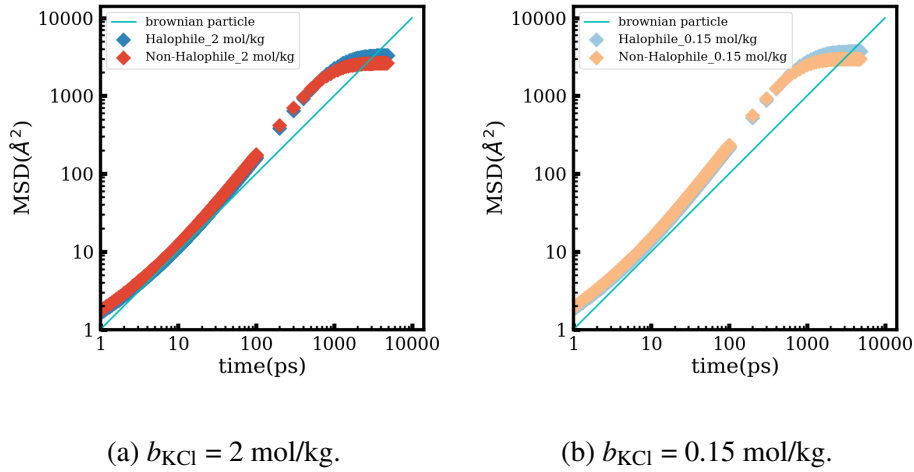 brownian particle
Halophile_2 mol/kg
Non-Halophile_2 mol/kg
MSD(Å²)
10000
1000
100
10
1
1 10 100 1000 10000
time(ps)
(a) b_KCl = 2 mol/kg.
brownian particle
Halophile_0.15 mol/kg
Non-Halophile_0.15 mol/kg
MSD(Å²)
10000
1000
100
10
1
1 10 100 1000 10000
time(ps)
(b) b_KCl = 0.15 mol/kg.